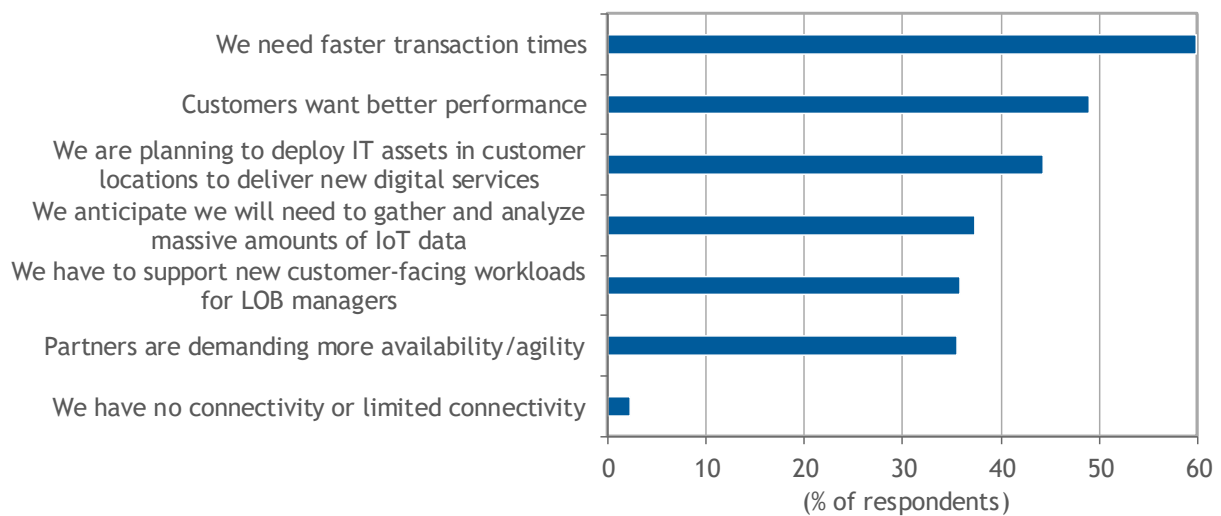 We need faster transaction times
Customers want better performance
We are planning to deploy IT assets in customer
locations to deliver new digital services
We anticipate we will need to gather and analyze
massive amounts of IoT data
We have to support new customer-facing workloads
for LOB managers
Partners are demanding more availability/agility
We have no connectivity or limited connectivity
0 10 20 30 40 50 60
(% of respondents)